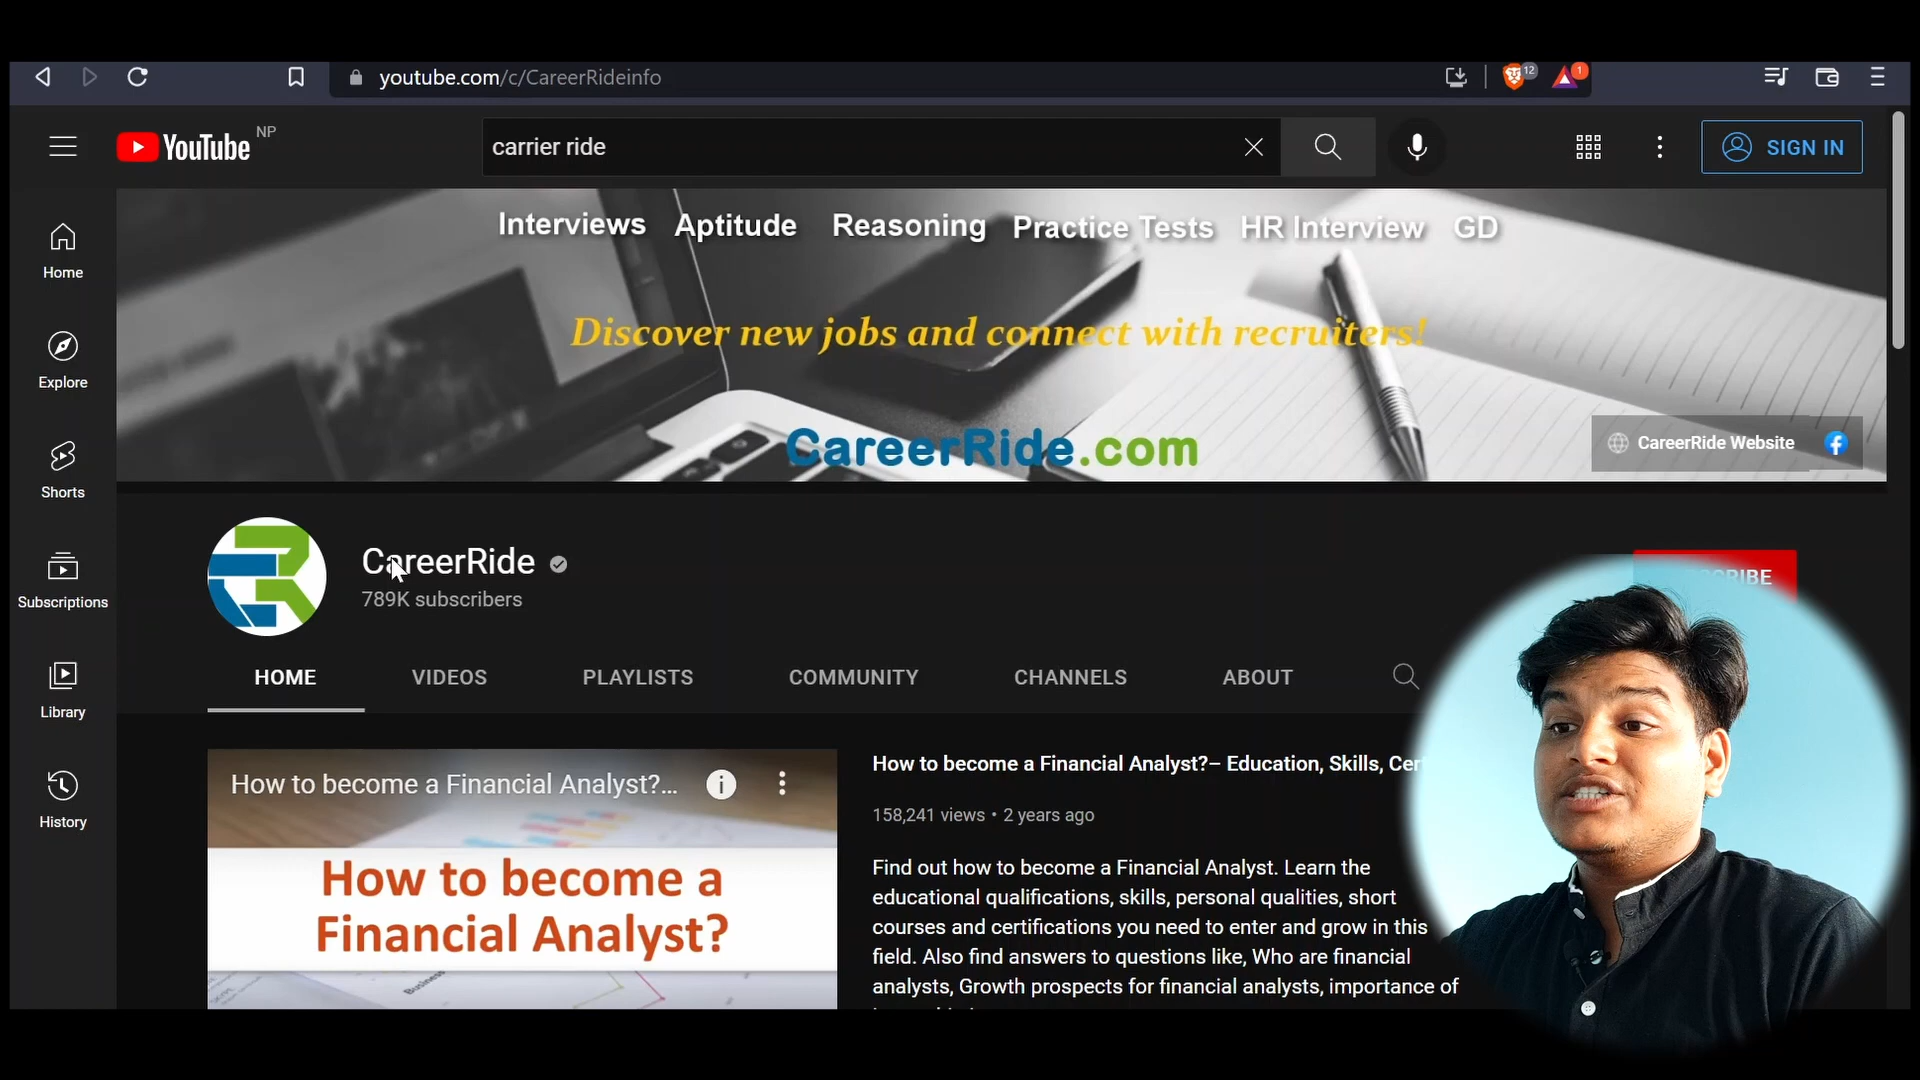 youtube.com/c/CareerRideinfo
12
1
YouTube NP
carrier ride
SIGN IN
Interviews Aptitude Reasoning Practice Tests HR Interview GD
Discover new jobs and connect with recruiters!
CareerRide.com
CareerRide Website
Home
Explore
Shorts
Subscriptions
Library
History
CareerRide
789K subscribers
HOME VIDEOS PLAYLISTS COMMUNITY CHANNELS ABOUT
How to become a Financial Analyst?...
How to become a
Financial Analyst?
Business
How to become a Financial Analyst?– Education, Skills,
158,241 views • 2 years ago
Find out how to become a Financial Analyst. Learn the
educational qualifications, skills, personal qualities, short
courses and certifications you need to enter and grow in this
field. Also find answers to questions like, Who are financial
analysts, Growth prospects for financial analysts, importance of